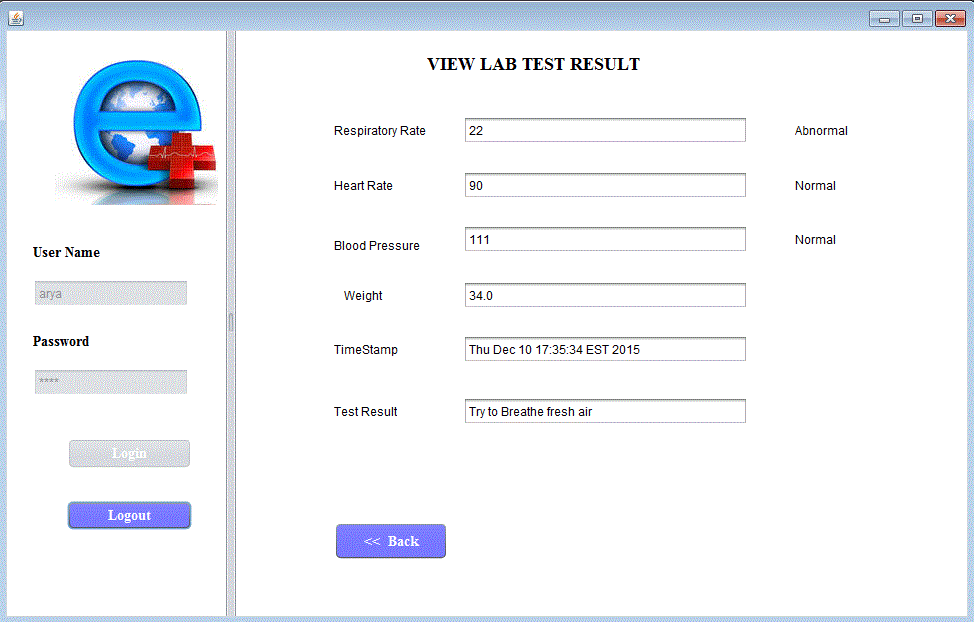 VIEW LAB TEST RESULT
User Name
arya
Password
****
Login
Logout
Respiratory Rate 22 Abnormal
Heart Rate 90 Normal
Blood Pressure 111 Normal
Weight 34.0
TimeStamp Thu Dec 10 17:35:34 EST 2015
Test Result Try to Breathe fresh air
<< Back